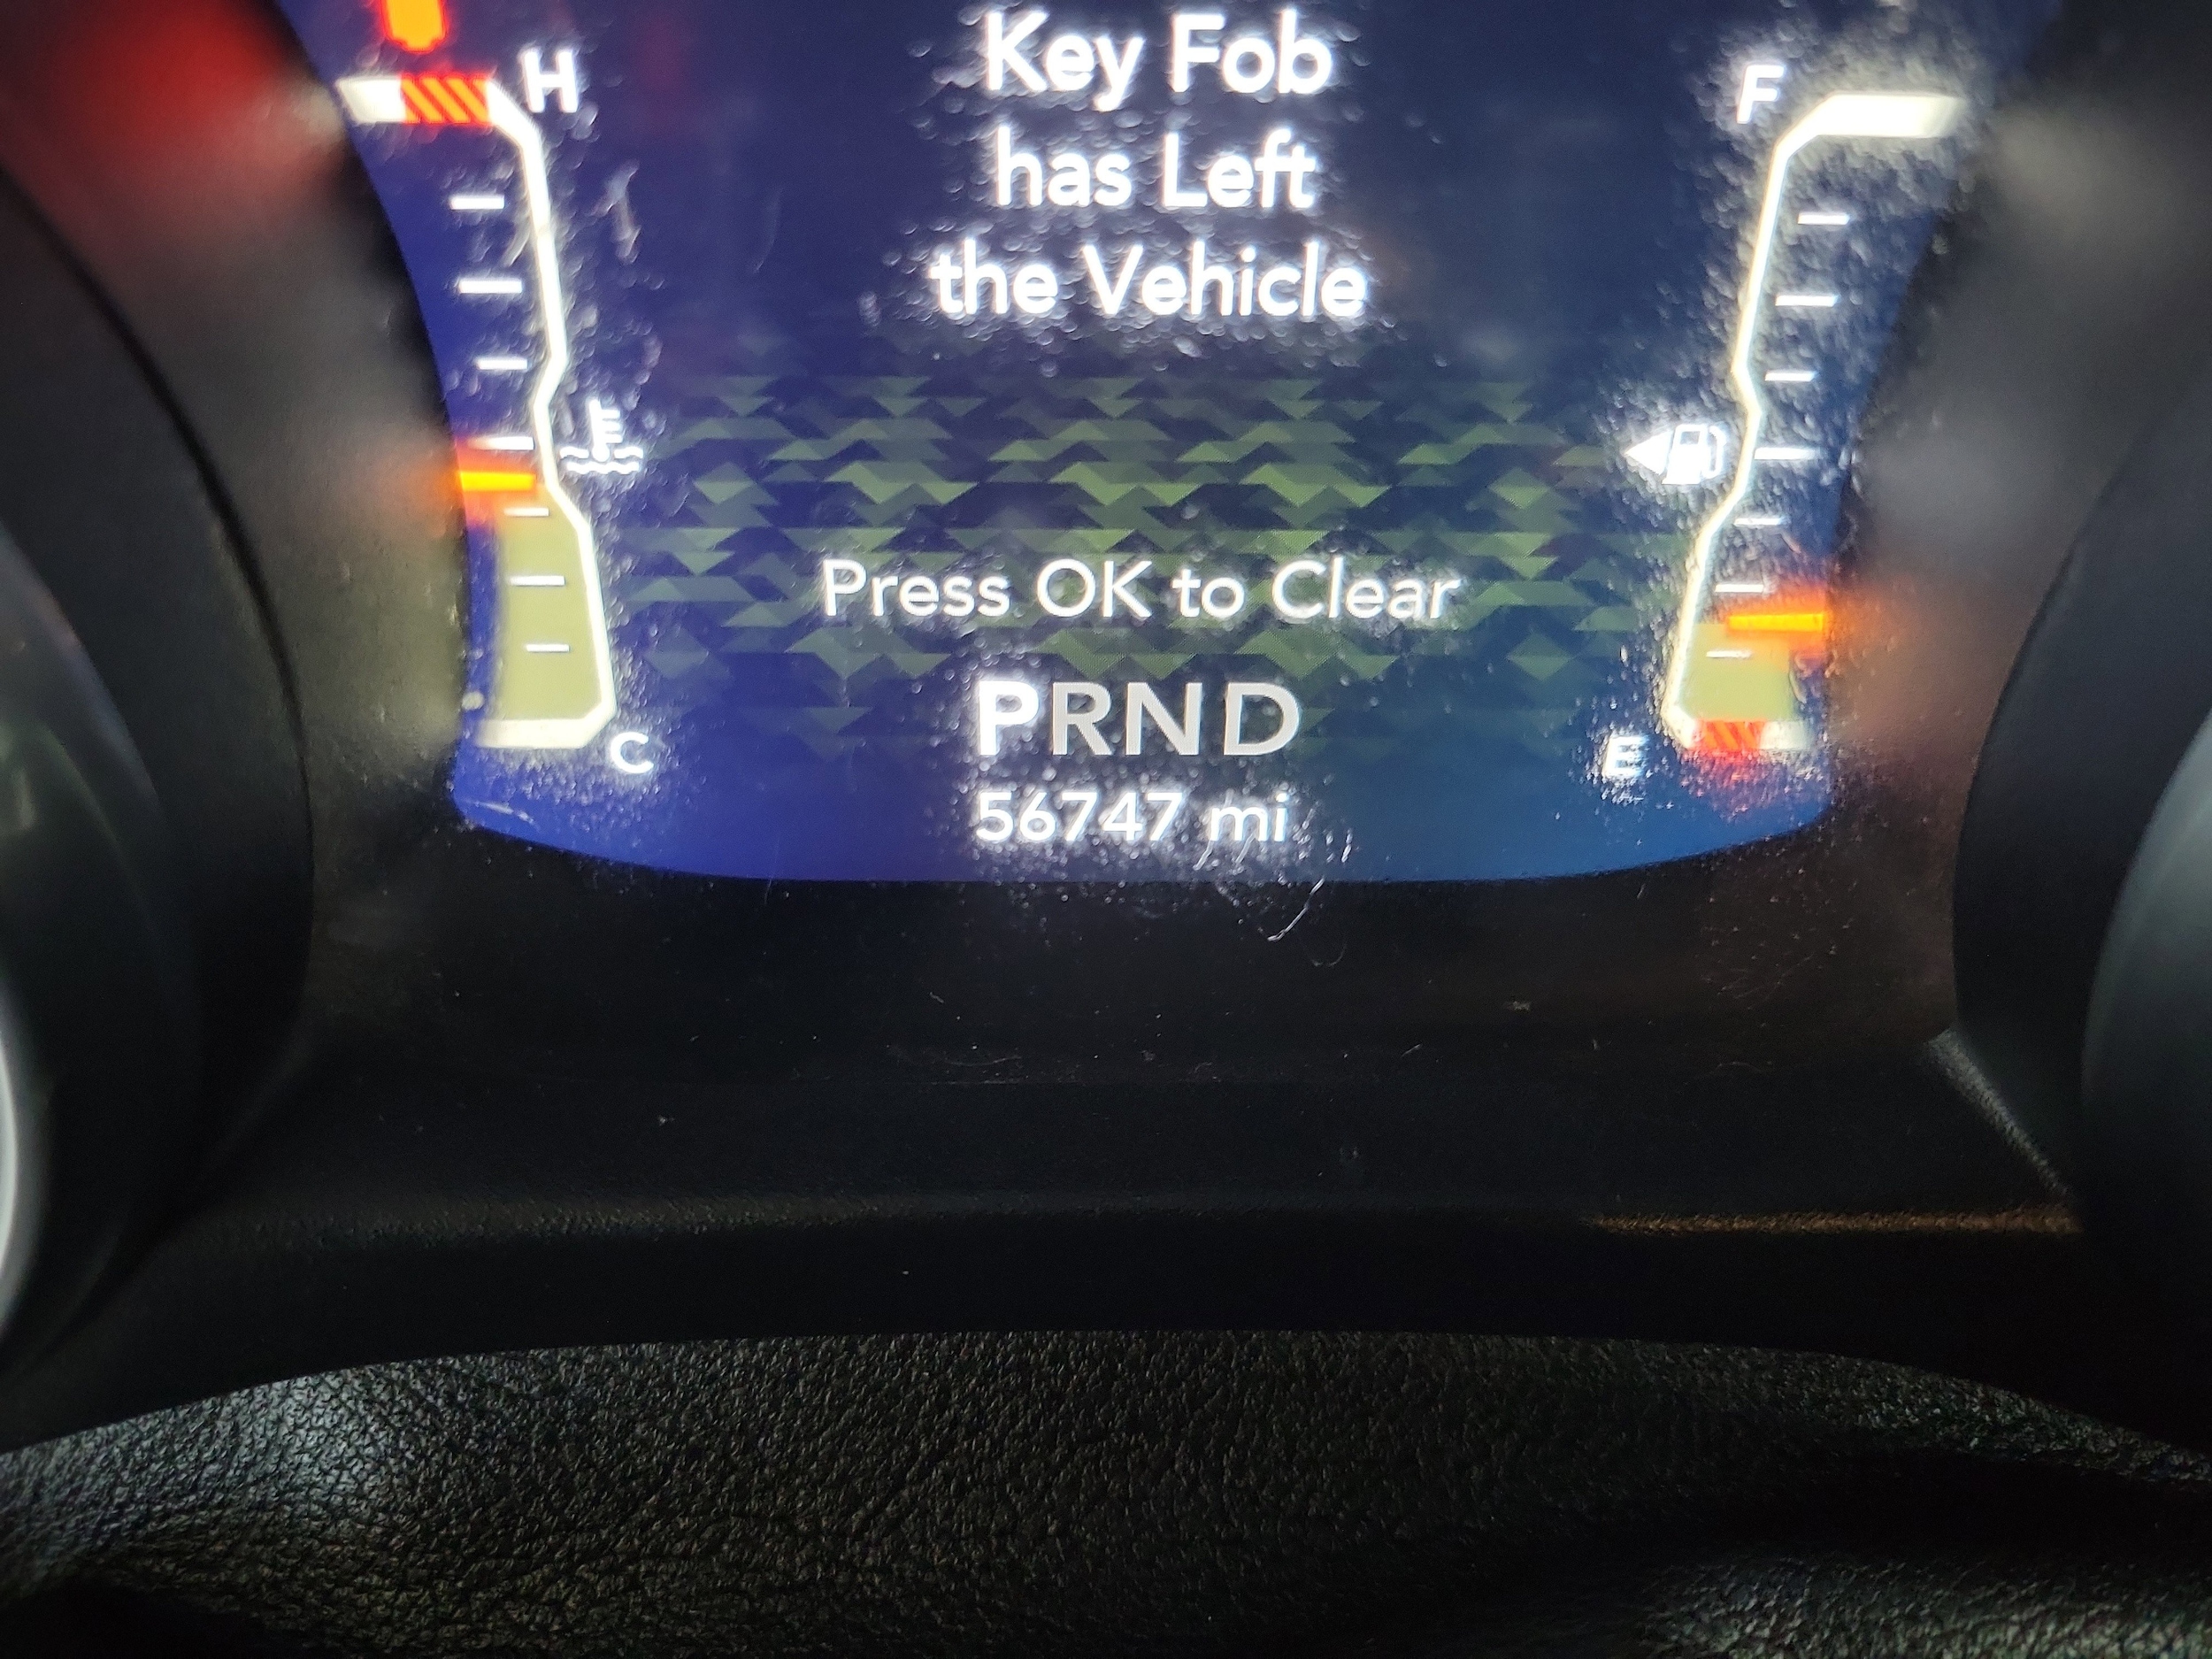 Key Fob
has Left
the Vehicle
H
F
Press OK to Clear
PRND
C
E
56747 mi